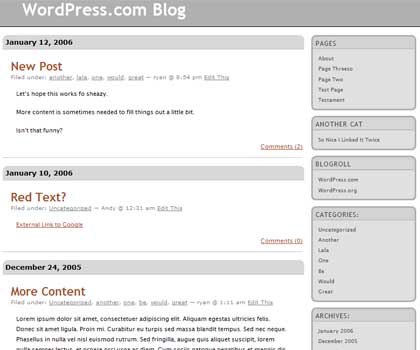 WordPress.com Blog
January 12, 2006
New Post
Filed under: another, lala, one, would, great — ryan @ 8:54 pm Edit This
Let's hope this works fo sheazy.
More content is sometimes needed to fill things out a little bit.
Isn't that funny?
Comments (2)
January 10, 2006
Red Text?
Filed under: Uncategorized — Andy @ 12:31 am Edit This
External Link to Google
Comments (0)
December 24, 2005
More Content
Filed under: Uncategorized, another, one, be, would, great — ryan @ 1:11 am Edit This
Lorem ipsum dolor sit amet, consectetuer adipiscing elit. Aliquam egestas ultricies felis.
Donec sit amet ligula. Proin mi. Curabitur eu turpis sed massa blandit tempus. Sed nec neque.
Phasellus in nulla vel nisl euismod rutrum. Sed fringilla, augue quis aliquet suscipit, lorem
PAGES
About
Page Threeso
Page Two
Test Page
Testament
ANOTHER CAT
So Nice I Linked It Twice
BLOGROLL
WordPress.com
WordPress.org
CATEGORIES:
Uncategorized
Another
Lala
One
Be
Would
Great
ARCHIVES:
January 2006
December 2005